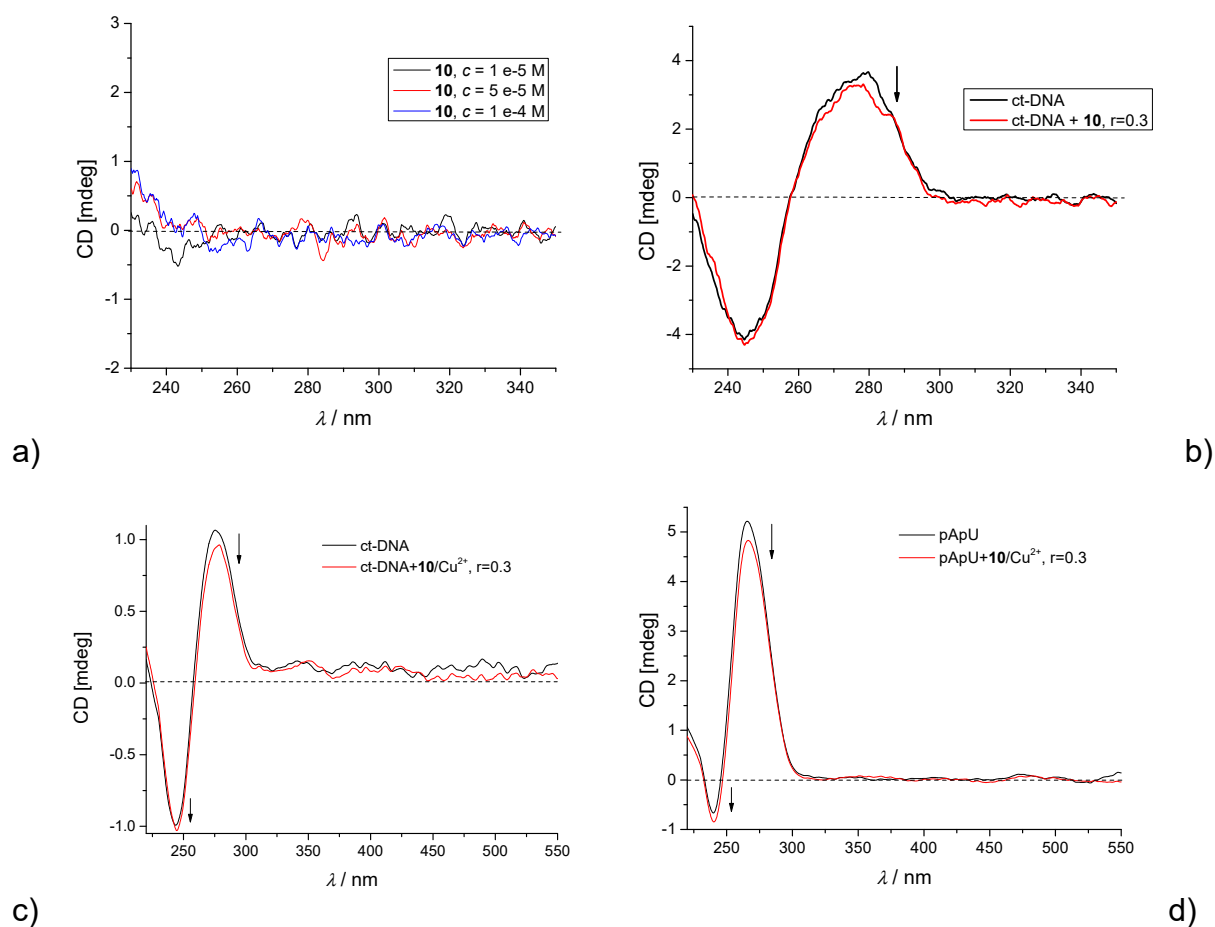 3
2
1
0
-1
-2
CD [mdeg]
10, c = 1 e-5 M
10, c = 5 e-5 M
10, c = 1 e-4 M
240 260 280 300 320 340
λ / nm
a)
4
2
0
-2
-4
CD [mdeg]
ct-DNA
ct-DNA + 10, r=0.3
240 260 280 300 320 340
λ / nm
b)
1.0
0.5
0.0
-0.5
-1.0
CD [mdeg]
ct-DNA
ct-DNA+10/Cu²⁺, r=0.3
250 300 350 400 450 500 550
λ / nm
c)
5
4
3
2
1
0
-1
CD [mdeg]
pApU
pApU+10/Cu²⁺, r=0.3
250 300 350 400 450 500 550
λ / nm
d)